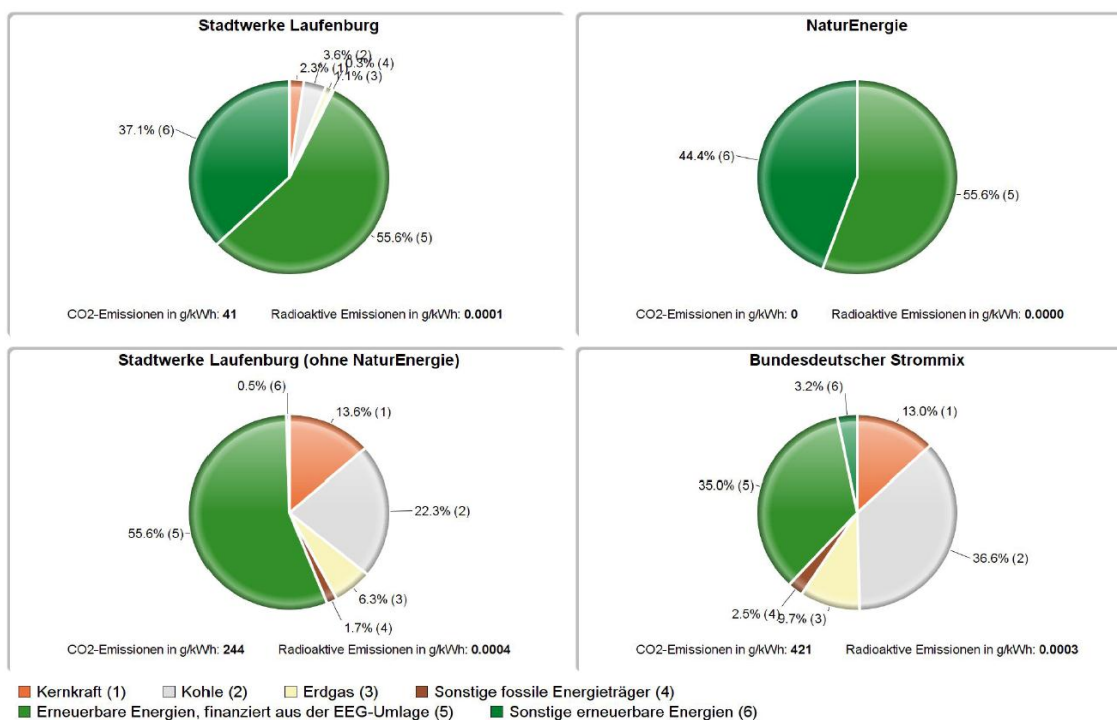 Stadtwerke Laufenburg
3.6% (2)
0.3% (4)
2.3% (1)
1.1% (3)
37.1% (6)
55.6% (5)
CO2-Emissionen in g/kWh: 41 Radioaktive Emissionen in g/kWh: 0.0001
NaturEnergie
44.4% (6)
55.6% (5)
CO2-Emissionen in g/kWh: 0 Radioaktive Emissionen in g/kWh: 0.0000
Stadtwerke Laufenburg (ohne NaturEnergie)
0.5% (6)
13.6% (1)
22.3% (2)
55.6% (5)
6.3% (3)
1.7% (4)
CO2-Emissionen in g/kWh: 244 Radioaktive Emissionen in g/kWh: 0.0004
Bundesdeutscher Strommix
3.2% (6)
13.0% (1)
35.0% (5)
36.6% (2)
2.5% (4)
9.7% (3)
CO2-Emissionen in g/kWh: 421 Radioaktive Emissionen in g/kWh: 0.0003
Kernkraft (1) Kohle (2) Erdgas (3) Sonstige fossile Energieträger (4)
Erneuerbare Energien, finanziert aus der EEG-Umlage (5) Sonstige erneuerbare Energien (6)